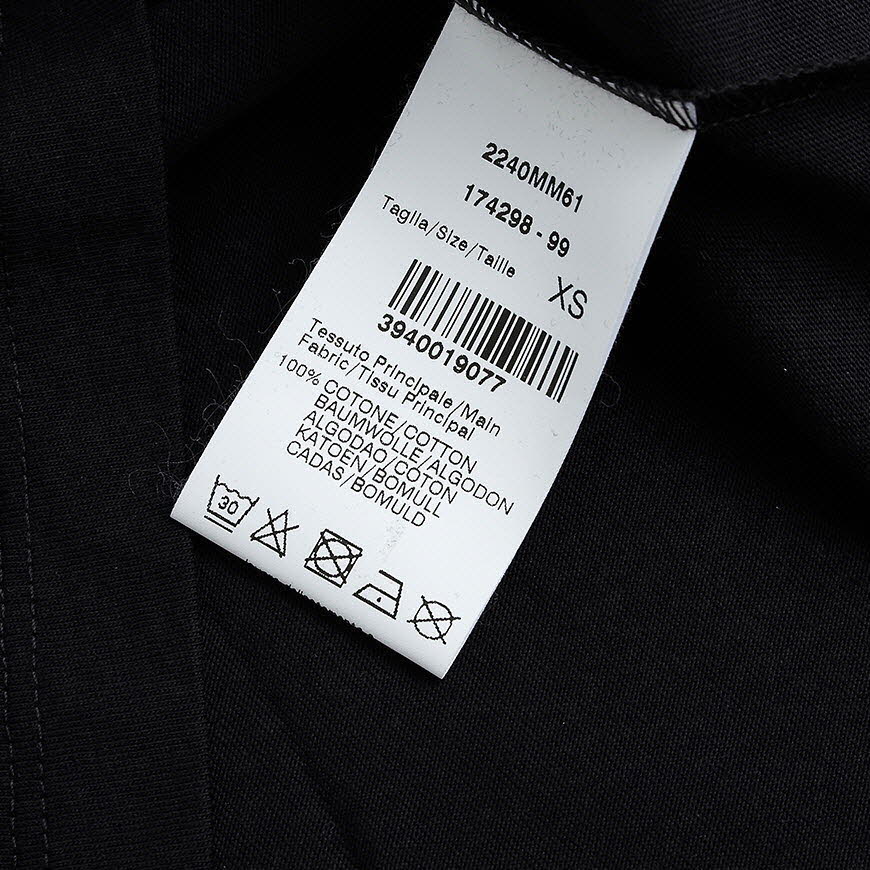 2240MM61
174298 - 99
Taglia/Size/Taille
XS
3940019077
Tessuto Principale/Main
Fabric/Tissu Principal
100% COTONE/COTTON
BAUMWOLLE/ALGODON
ALGODAO/COTON
KATOEN/BOMULL
CADAS/BOMULD
30